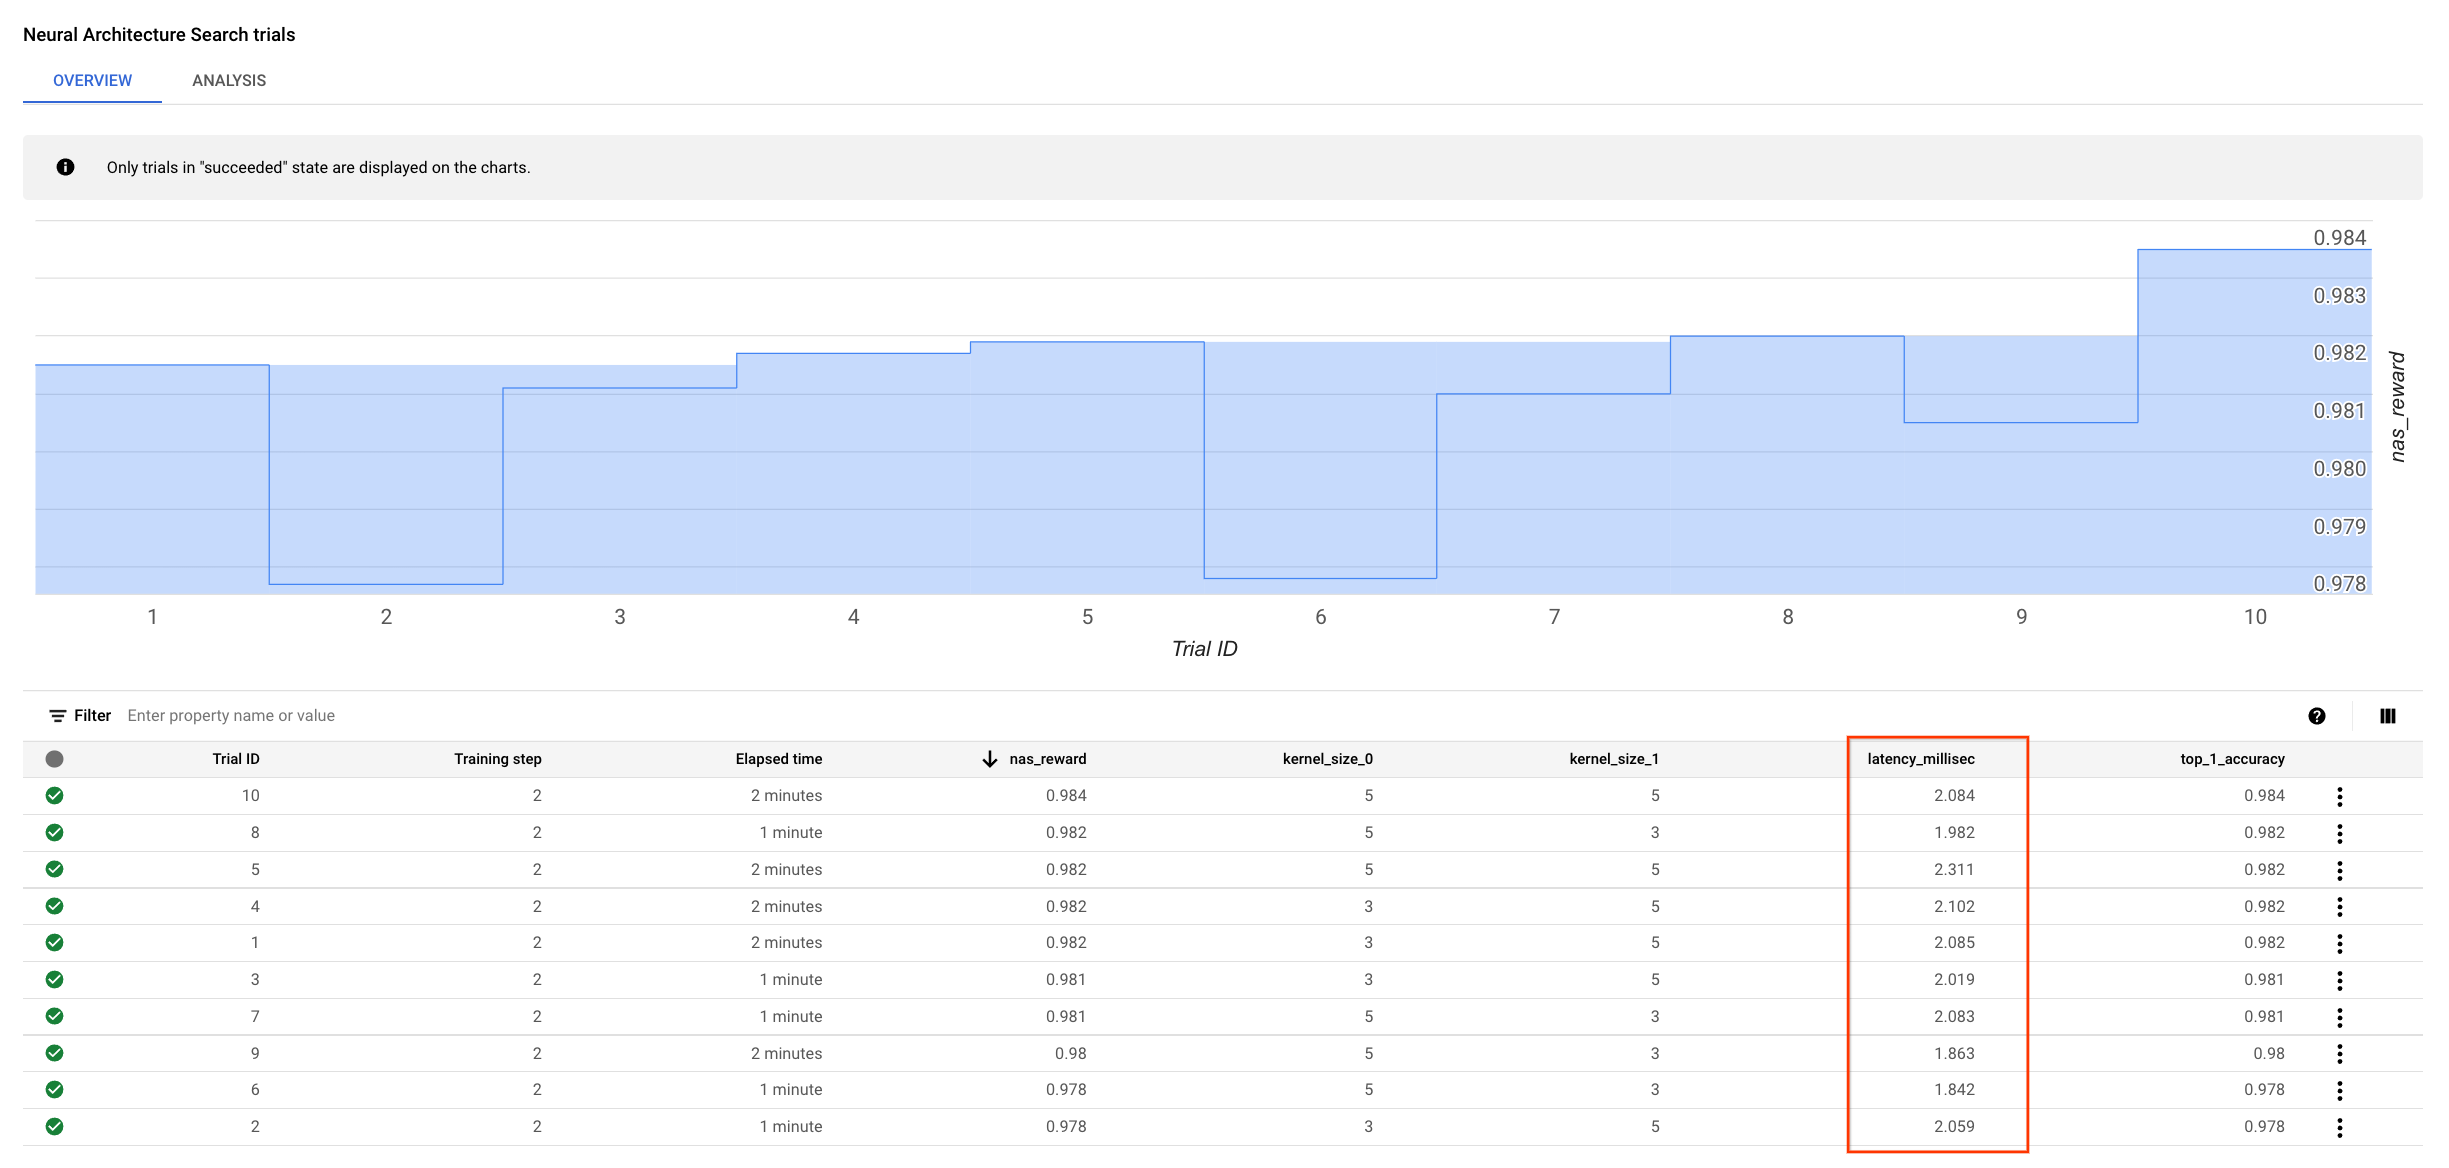 Neural Architecture Search trials
OVERVIEW ANALYSIS
Only trials in "succeeded" state are displayed on the charts.
0.984
0.983
0.982
0.981
0.980
0.979
0.978
nas_reward
1 2 3 4 5 6 7 8 9 10
Trial ID
Filter Enter property name or value
Trial ID Training step Elapsed time nas_reward kernel_size_0 kernel_size_1 latency_millisec top_1_accuracy
10 2 2 minutes 0.984 5 5 2.084 0.984
8 2 1 minute 0.982 5 3 1.982 0.982
5 2 2 minutes 0.982 5 5 2.311 0.982
4 2 2 minutes 0.982 3 5 2.102 0.982
1 2 2 minutes 0.982 3 5 2.085 0.982
3 2 1 minute 0.981 3 5 2.019 0.981
7 2 1 minute 0.981 5 3 2.083 0.981
9 2 2 minutes 0.98 5 3 1.863 0.98
6 2 1 minute 0.978 5 3 1.842 0.978
2 2 1 minute 0.978 3 5 2.059 0.978